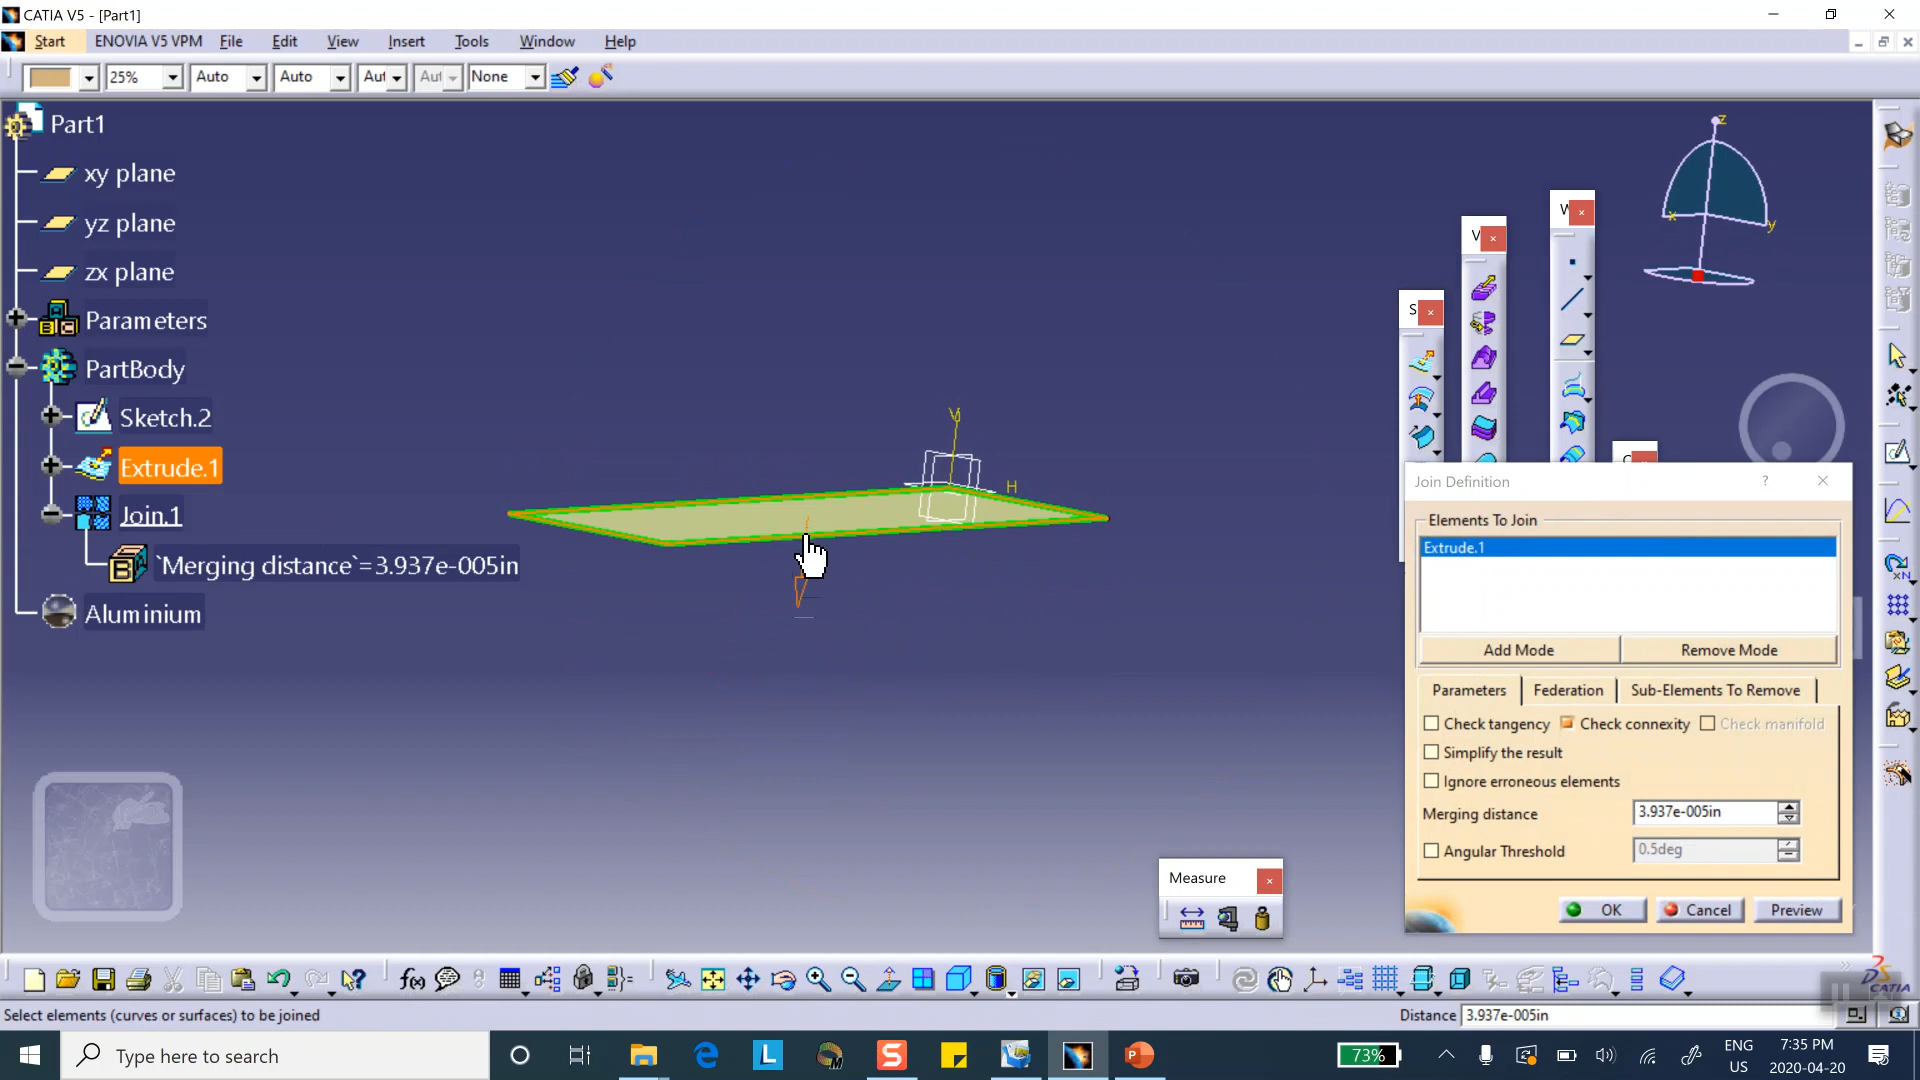 CATIA V5 - [Part1]
Start ENOVIA V5 VPM File Edit View Insert Tools Window Help
25% Auto Auto Aut Aut None
Part1
xy plane
yz plane
zx plane
Parameters
PartBody
Sketch.2
Extrude.1
Join.1
`Merging distance`=3.937e-005in
Aluminium
V
H
z
x
y
S
V
Join Definition ?
Elements To Join
Extrude.1
Add Mode Remove Mode
Parameters Federation Sub-Elements To Remove
Check tangency Check connexity Check manifold
Simplify the result
Ignore erroneous elements
Merging distance 3.937e-005in
Angular Threshold 0.5deg
OK Cancel Preview
Measure
f(x)
CATIA
Select elements (curves or surfaces) to be joined
Distance 3.937e-005in
Type here to search
L
S
P
73%
ENG
US
7:35 PM
2020-04-20